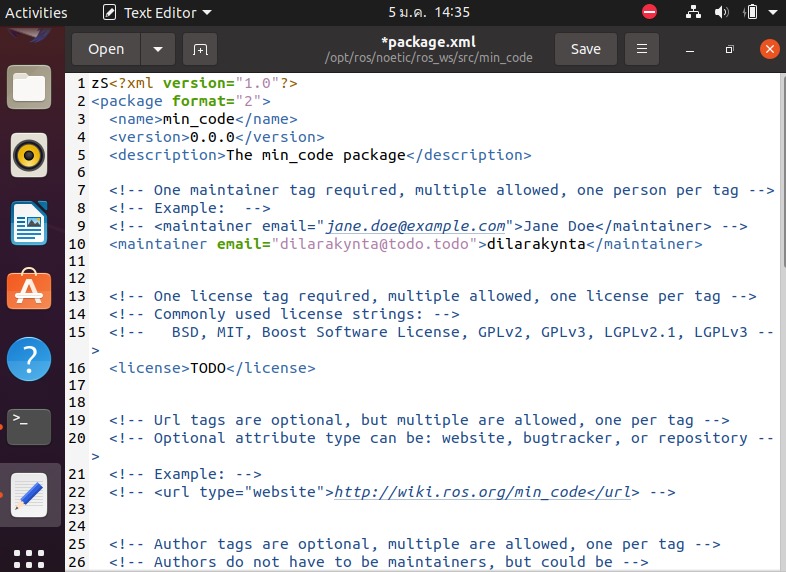 Activities
Text Editor
5 ม.ค. 14:35
Open
*package.xml
/opt/ros/noetic/ros_ws/src/min_code
Save
1 zS<?xml version="1.0"?>
2 <package format="2">
3   <name>min_code</name>
4   <version>0.0.0</version>
5   <description>The min_code package</description>
6
7   <!-- One maintainer tag required, multiple allowed, one person per tag -->
8   <!-- Example:  -->
9   <!-- <maintainer email="jane.doe@example.com">Jane Doe</maintainer> -->
10   <maintainer email="dilarakynta@todo.todo">dilarakynta</maintainer>
11
12
13   <!-- One license tag required, multiple allowed, one license per tag -->
14   <!-- Commonly used license strings: -->
15   <!--   BSD, MIT, Boost Software License, GPLv2, GPLv3, LGPLv2.1, LGPLv3 --
>
16   <license>TODO</license>
17
18
19   <!-- Url tags are optional, but multiple are allowed, one per tag -->
20   <!-- Optional attribute type can be: website, bugtracker, or repository --
>
21   <!-- Example: -->
22   <!-- <url type="website">http://wiki.ros.org/min_code</url> -->
23
24
25   <!-- Author tags are optional, multiple are allowed, one per tag -->
26   <!-- Authors do not have to be maintainers, but could be -->